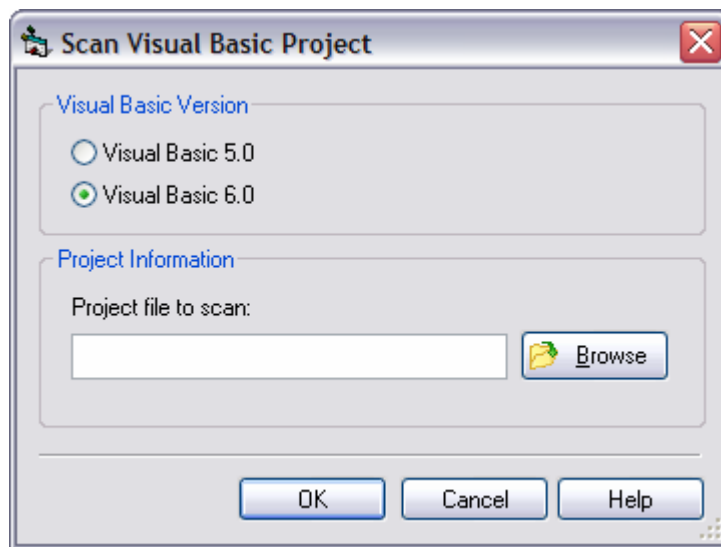 Scan Visual Basic Project
Visual Basic Version
Visual Basic 5.0
Visual Basic 6.0
Project Information
Project file to scan:
Browse
OK Cancel Help